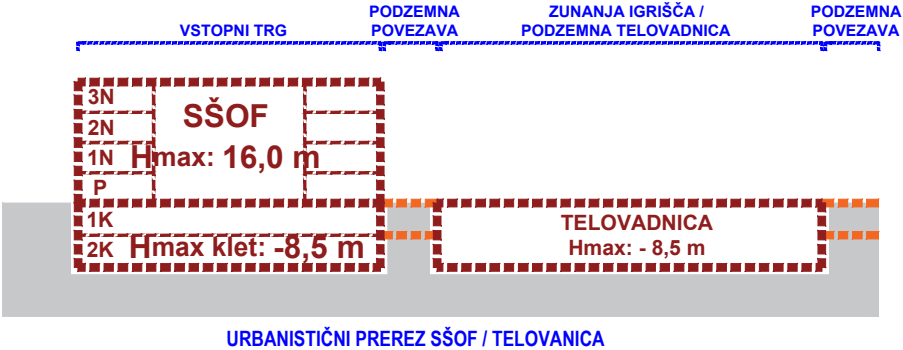 VSTOPNI TRG
PODZEMNA
POVEZAVA
ZUNANJA IGRIŠČA /
PODZEMNA TELOVADNICA
PODZEMNA
POVEZAVA
3N
SŠOF
2N
1N
Hmax: 16,0 m
P
1K
2K
Hmax klet: -8,5 m
TELOVADNICA
Hmax: - 8,5 m
URBANISTIČNI PREREZ SŠOF / TELOVANICA